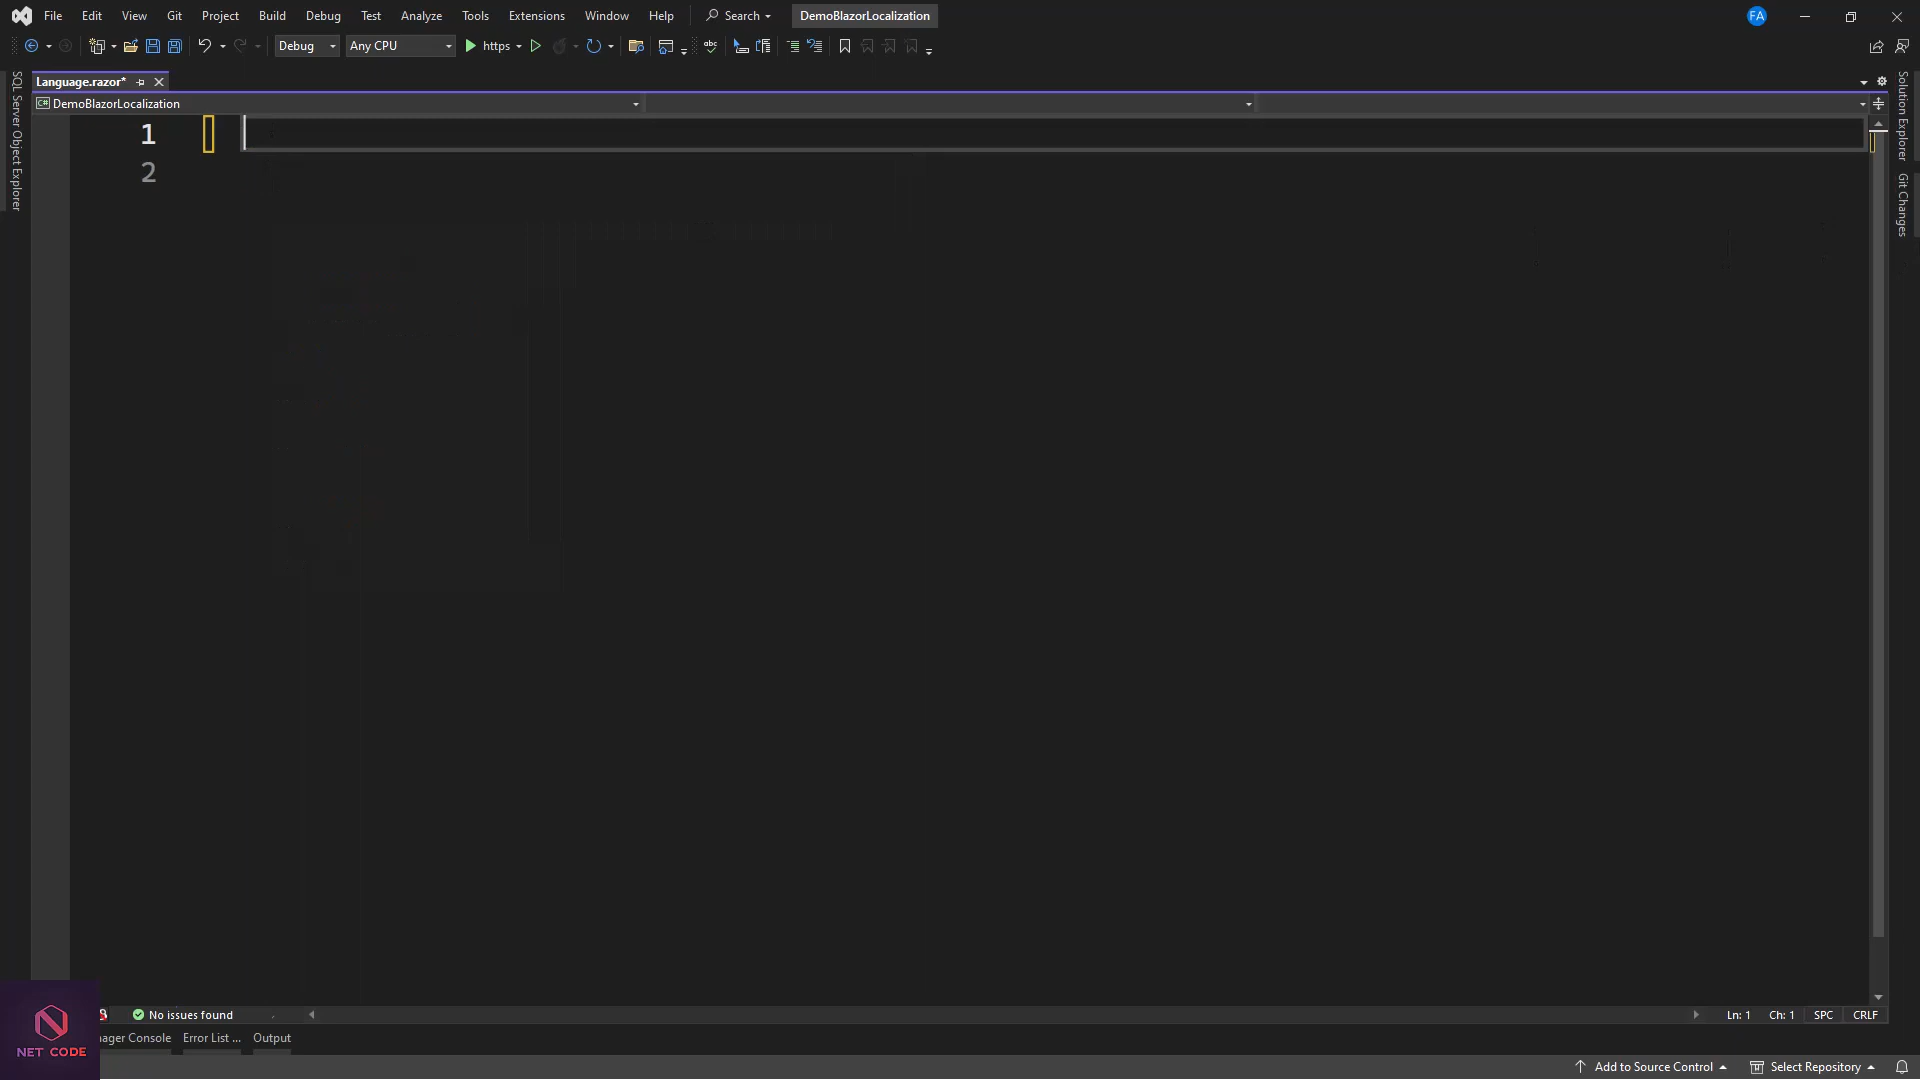 File Edit View Git Project Build Debug Test Analyze Tools Extensions Window Help Search DemoBlazorLocalization FA
Debug Any CPU https
Language.razor*
DemoBlazorLocalization
1
2
SQL Server Object Explorer
Solution Explorer
Git Changes
No issues found Ln: 1 Ch: 1 SPC CRLF
ager Console Error List ... Output
NET CODE
Add to Source Control Select Repository